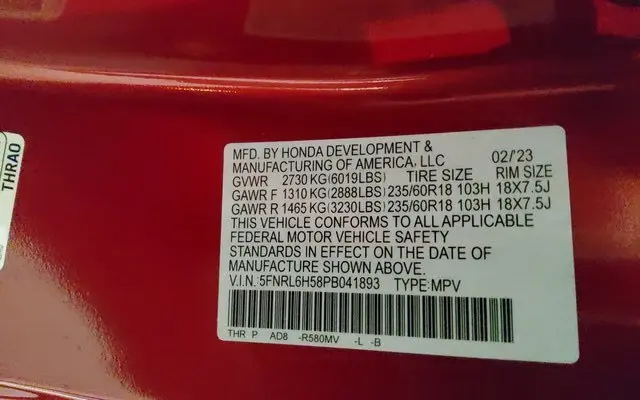 MFD. BY HONDA DEVELOPMENT &
MANUFACTURING OF AMERICA, LLC 02/'23
GVWR 2730 KG (6019LBS) TIRE SIZE RIM SIZE
GAWR F 1310 KG (2888LBS) 235/60R18 103H 18X7.5J
GAWR R 1465 KG (3230LBS) 235/60R18 103H 18X7.5J
THIS VEHICLE CONFORMS TO ALL APPLICABLE
FEDERAL MOTOR VEHICLE SAFETY
STANDARDS IN EFFECT ON THE DATE OF
MANUFACTURE SHOWN ABOVE.
V.I.N.:5FNRL6H58PB041893 TYPE:MPV
THR P AD8 -R580MV -L -B
THRA0